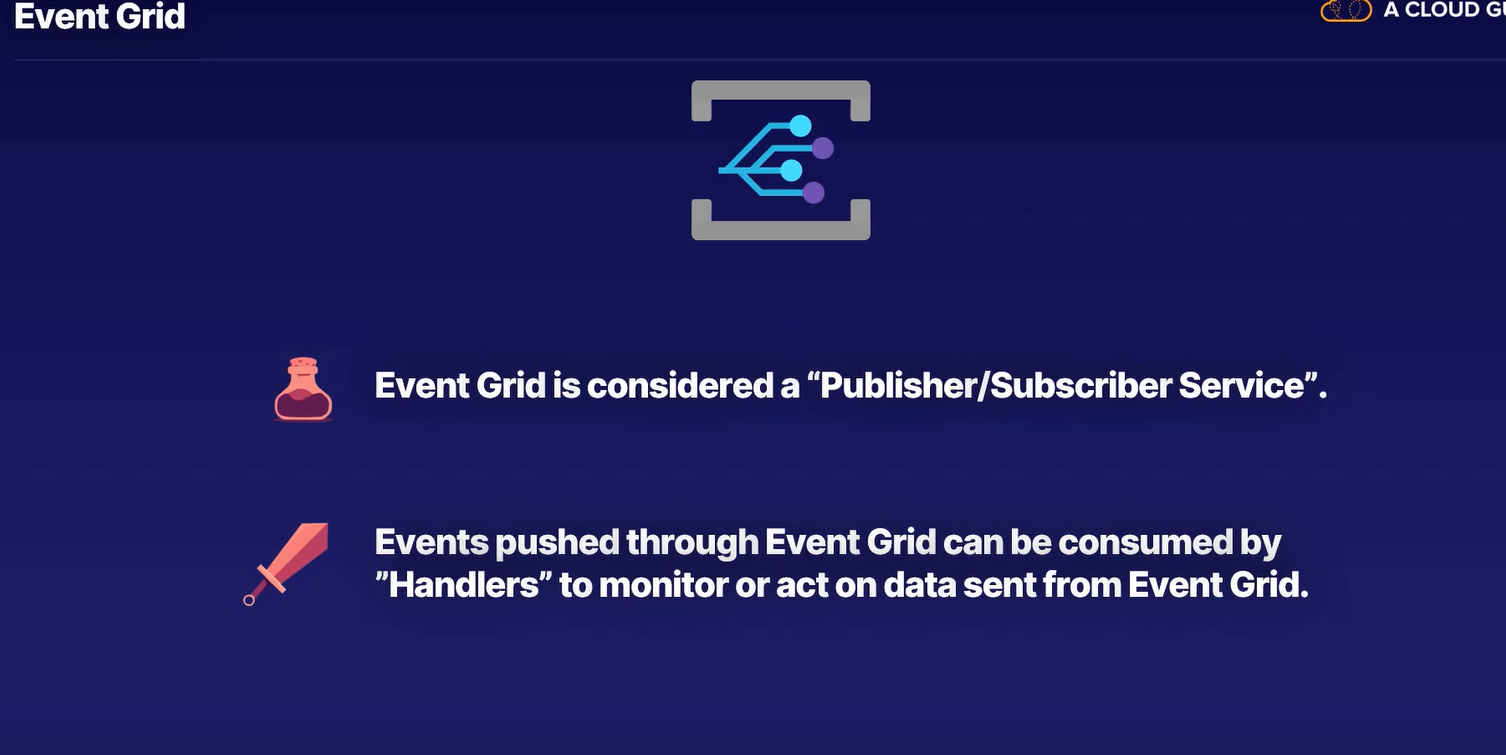 Event Grid
A CLOUD
Event Grid is considered a “Publisher/Subscriber Service”.
Events pushed through Event Grid can be consumed by
”Handlers” to monitor or act on data sent from Event Grid.